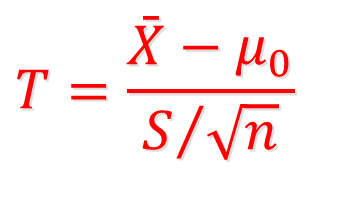 T = X̄ − μ₀ / S/√n